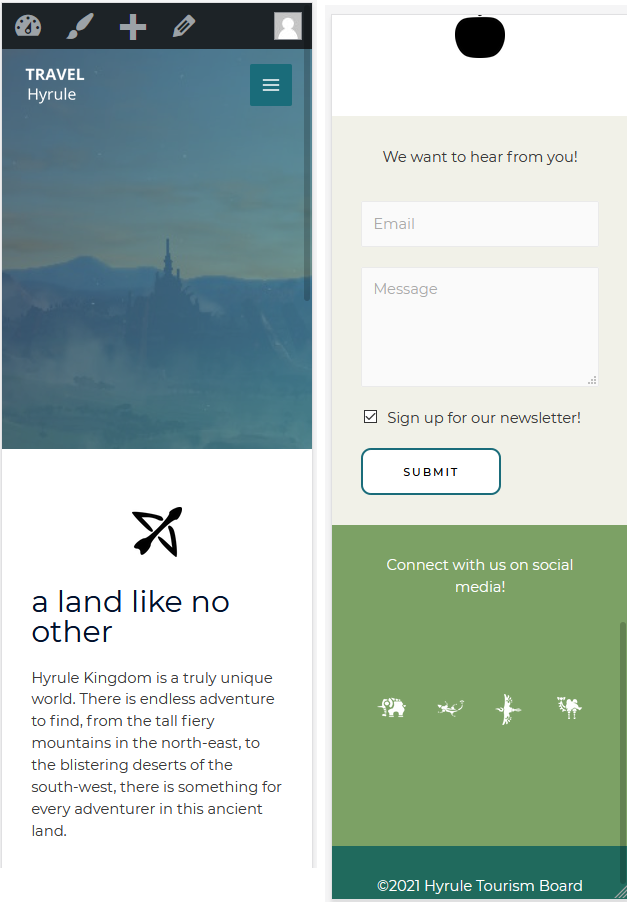 TRAVEL
Hyrule
a land like no
other
Hyrule Kingdom is a truly unique
world. There is endless adventure
to find, from the tall fiery
mountains in the north-east, to
the blistering deserts of the
south-west, there is something for
every adventurer in this ancient
land.
We want to hear from you!
Email
Message
Sign up for our newsletter!
SUBMIT
Connect with us on social
media!
©2021 Hyrule Tourism Board